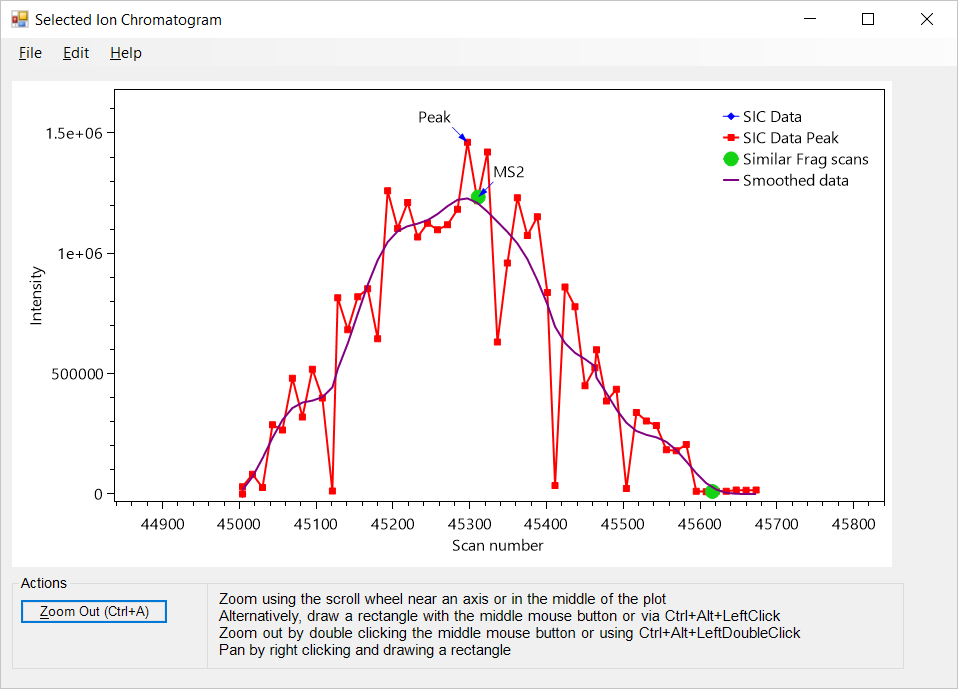 Selected Ion Chromatogram
File Edit Help
Peak
MS2
SIC Data
SIC Data Peak
Similar Frag scans
Smoothed data
Intensity
1.5e+06
1e+06
500000
0
44900 45000 45100 45200 45300 45400 45500 45600 45700 45800
Scan number
Actions
Zoom Out (Ctrl+A)
Zoom using the scroll wheel near an axis or in the middle of the plot
Alternatively, draw a rectangle with the middle mouse button or via Ctrl+Alt+LeftClick
Zoom out by double clicking the middle mouse button or using Ctrl+Alt+LeftDoubleClick
Pan by right clicking and drawing a rectangle